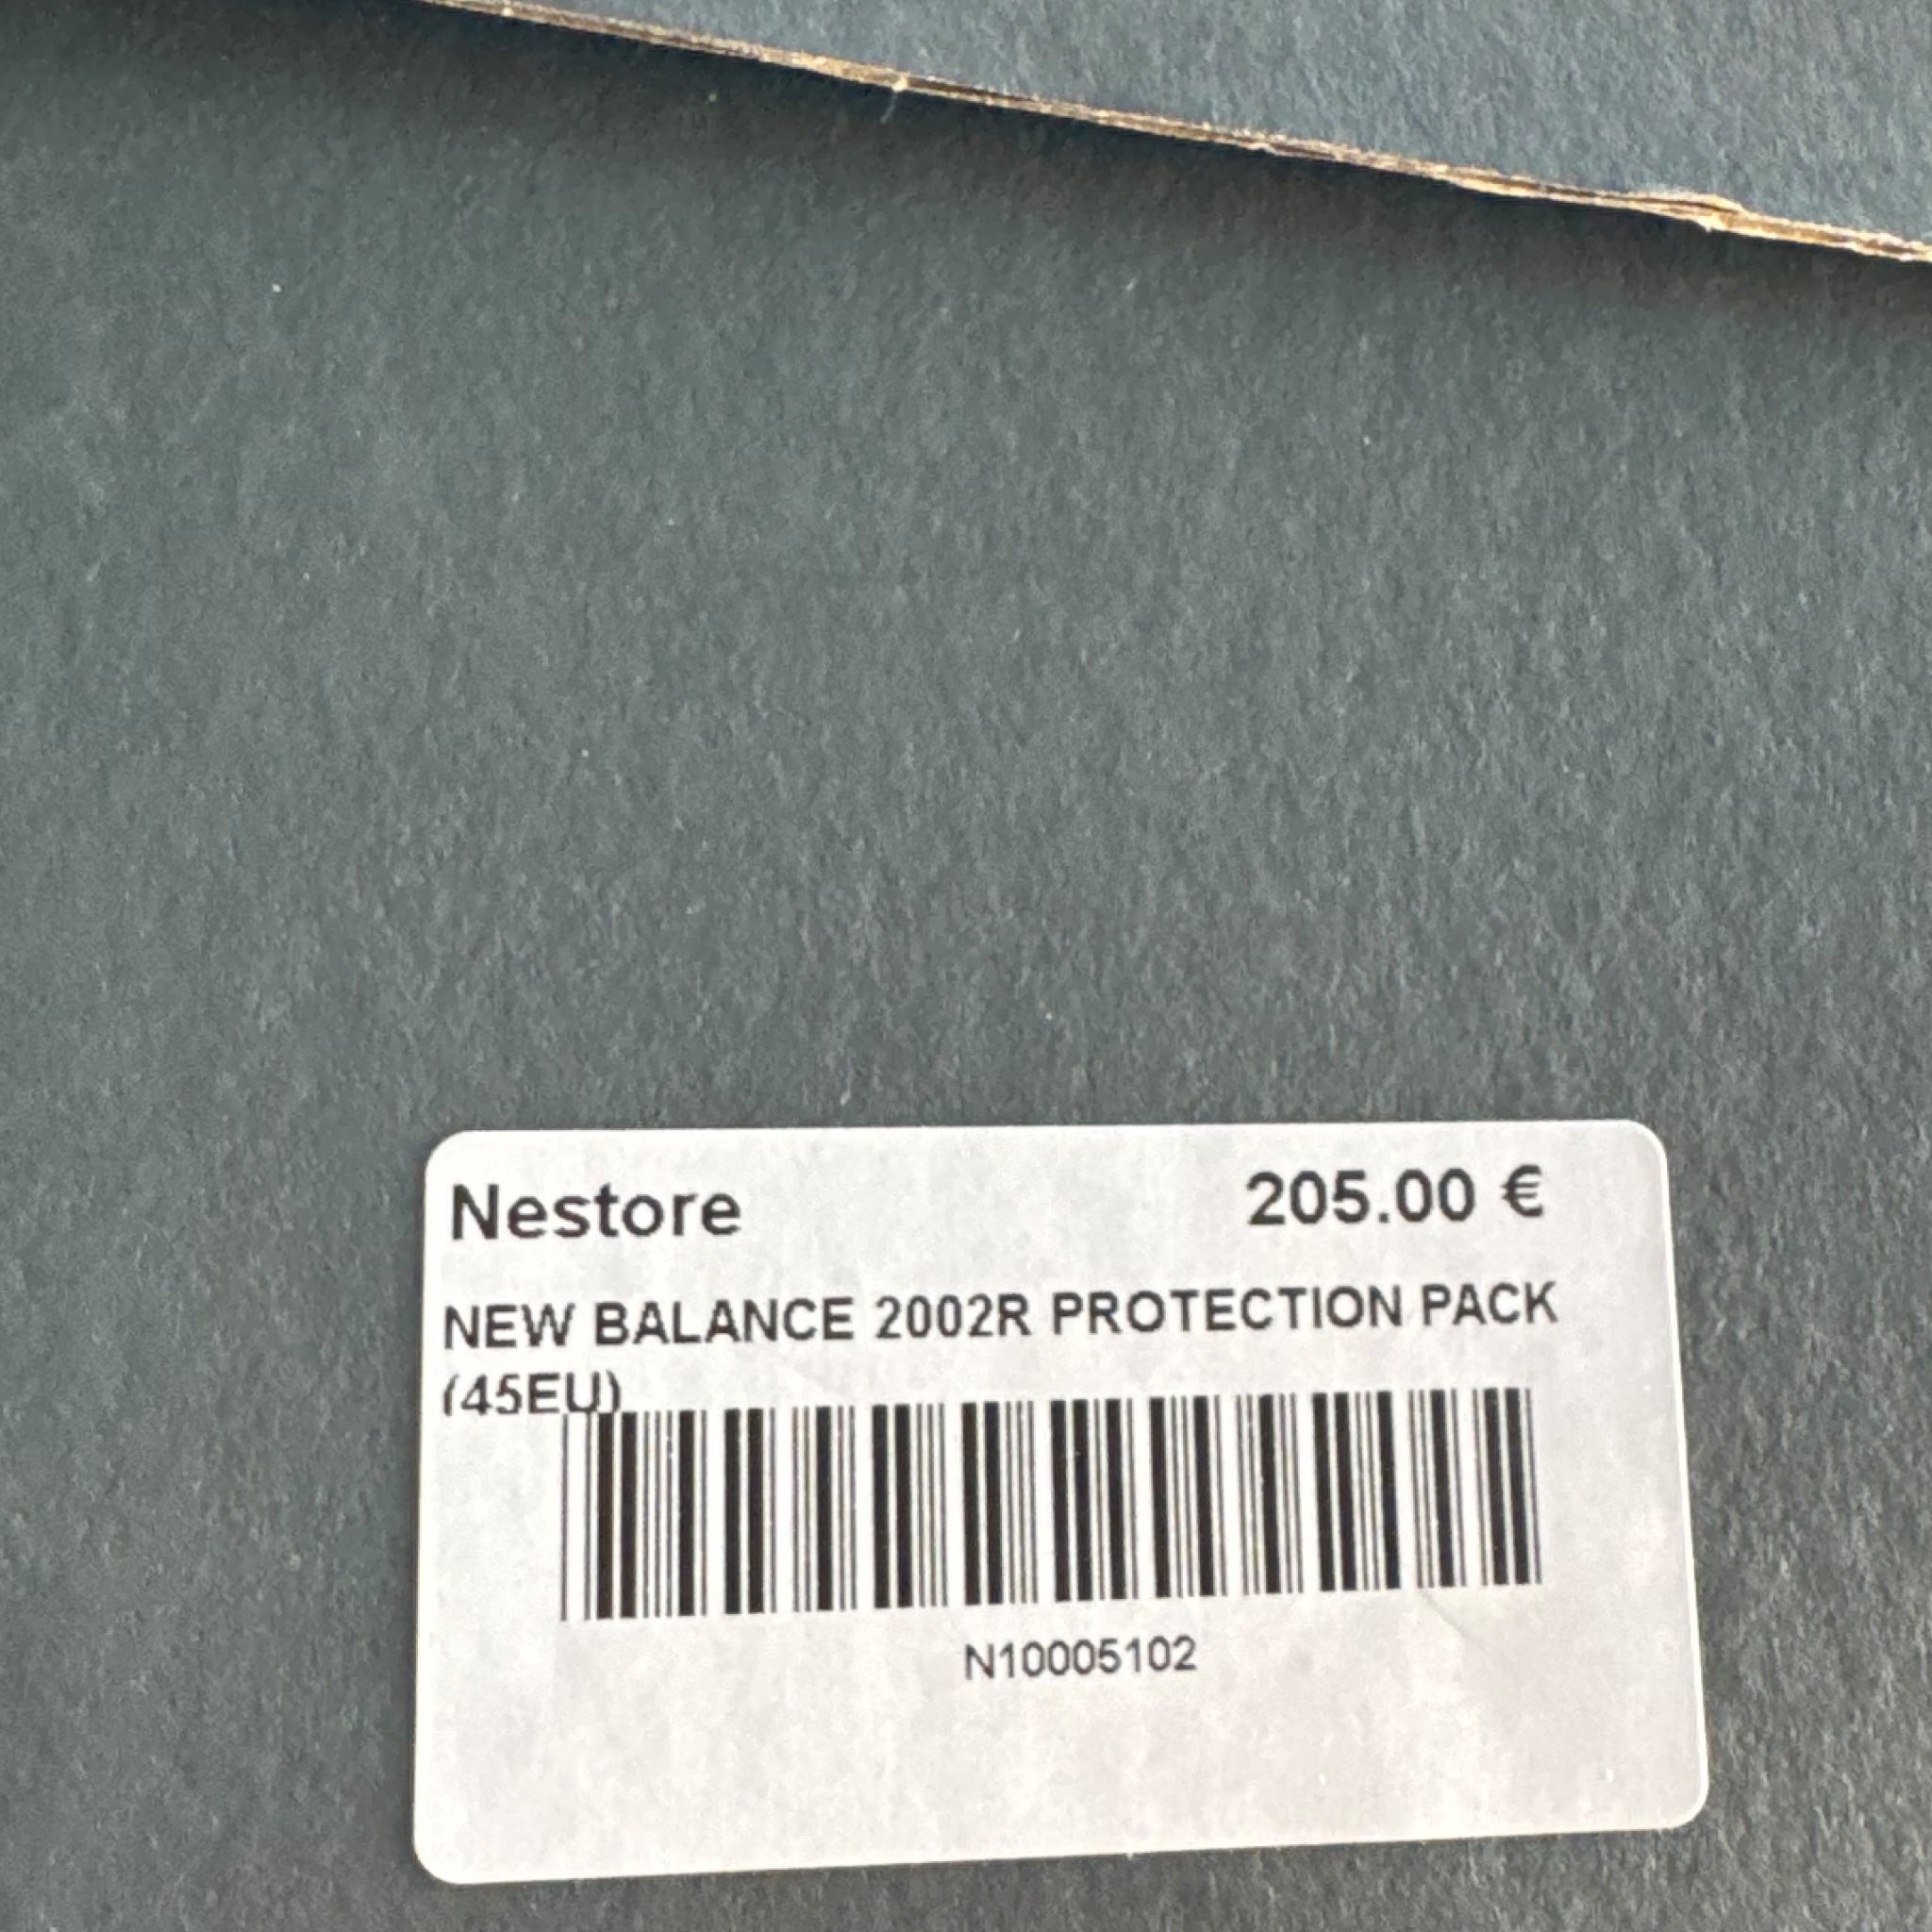 Nestore 205.00 €
NEW BALANCE 2002R PROTECTION PACK
(45EU)
N10005102